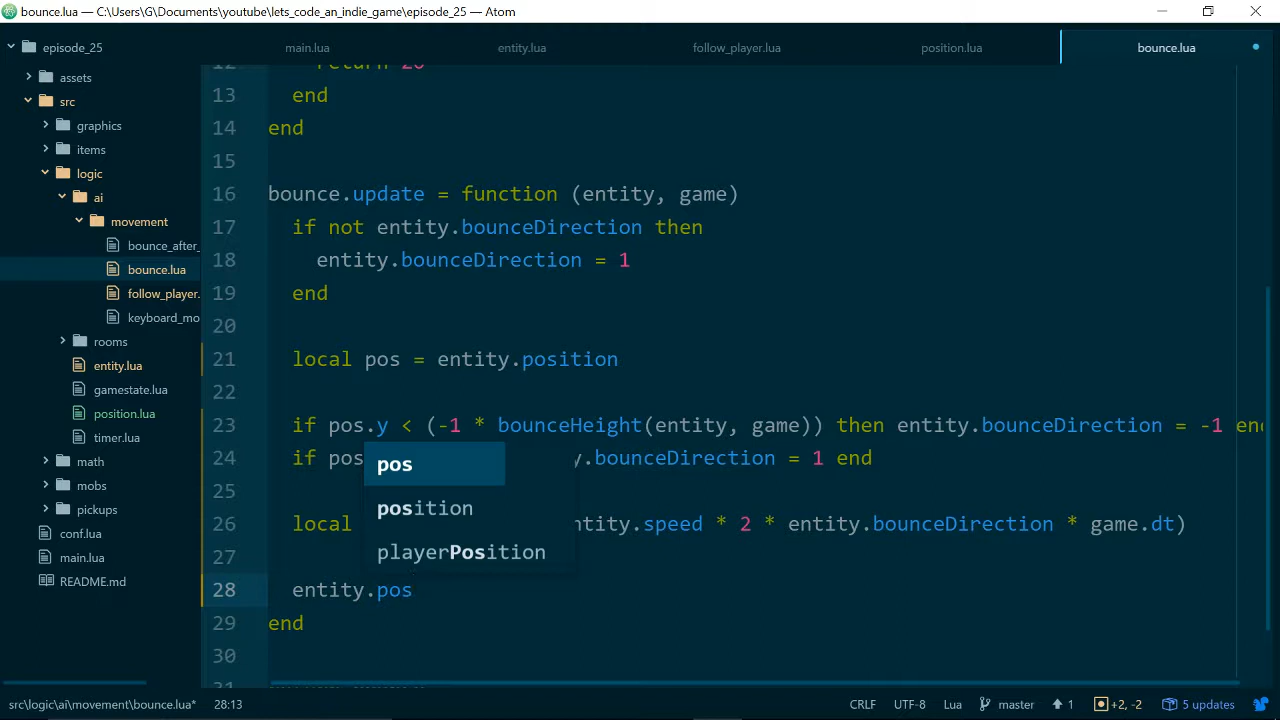 bounce.lua — C:\Users\G\Documents\youtube\lets_code_an_indie_game\episode_25 — Atom
episode_25
main.lua
entity.lua
follow_player.lua
position.lua
bounce.lua
assets
src
graphics
items
logic
ai
movement
bounce_after_
bounce.lua
follow_player.
keyboard_mo
rooms
entity.lua
gamestate.lua
position.lua
timer.lua
math
mobs
pickups
conf.lua
main.lua
README.md
12 return 20
13 end
14 end
15
16 bounce.update = function (entity, game)
17 if not entity.bounceDirection then
18 entity.bounceDirection = 1
19 end
20
21 local pos = entity.position
22
23 if pos.y < (-1 * bounceHeight(entity, game)) then entity.bounceDirection = -1 end
24 if pos y.bounceDirection = 1 end
25
26 local ntity.speed * 2 * entity.bounceDirection * game.dt)
27
28 entity.pos
29 end
30
31
pos
position
playerPosition
src\logic\ai\movement\bounce.lua* 28:13
CRLF UTF-8 Lua master 1 +2, -2 5 updates